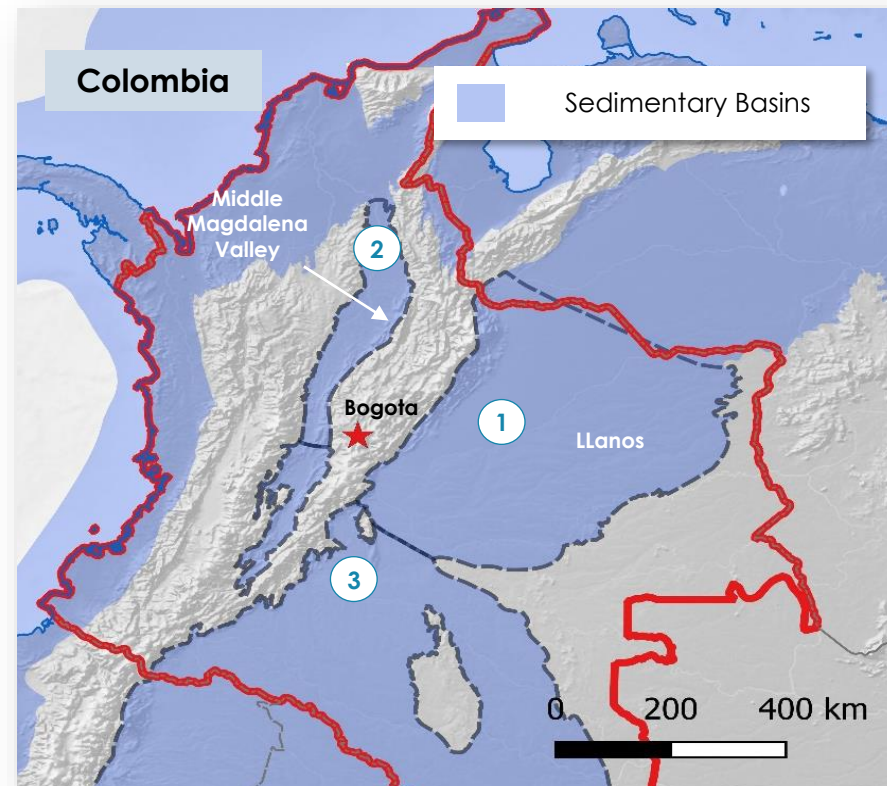 Colombia
Sedimentary Basins
Middle
Magdalena
Valley
2
Bogota
1
LLanos
3
0 200 400 km